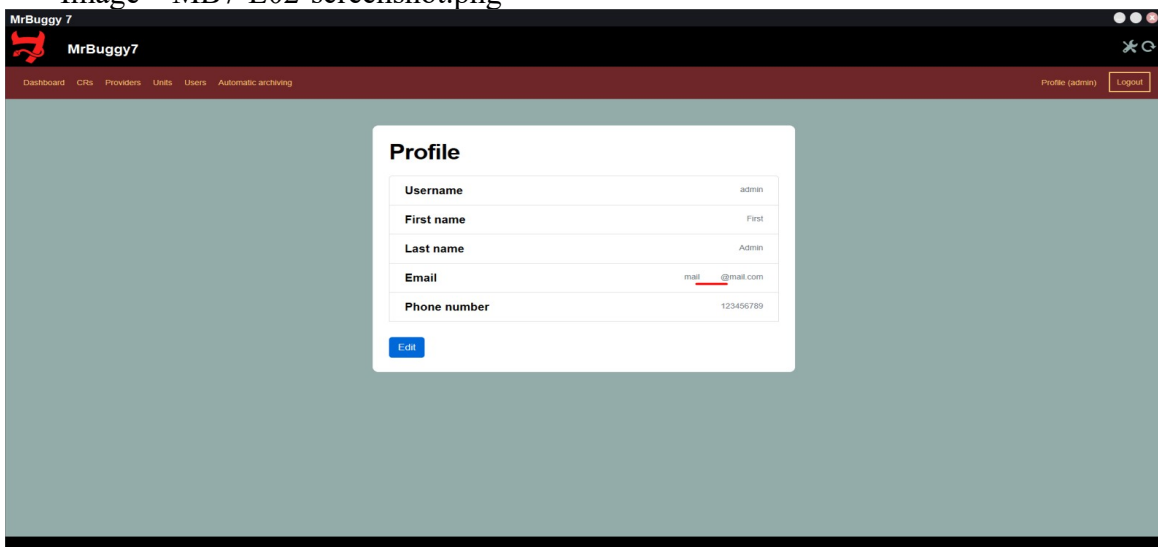 Image – MB7-E02-screenshot.png
MrBuggy 7
MrBuggy7
Dashboard CRs Providers Units Users Automatic archiving Profile (admin) Logout
Profile
Username admin
First name First
Last name Admin
Email mail @mail.com
Phone number 123456789
Edit